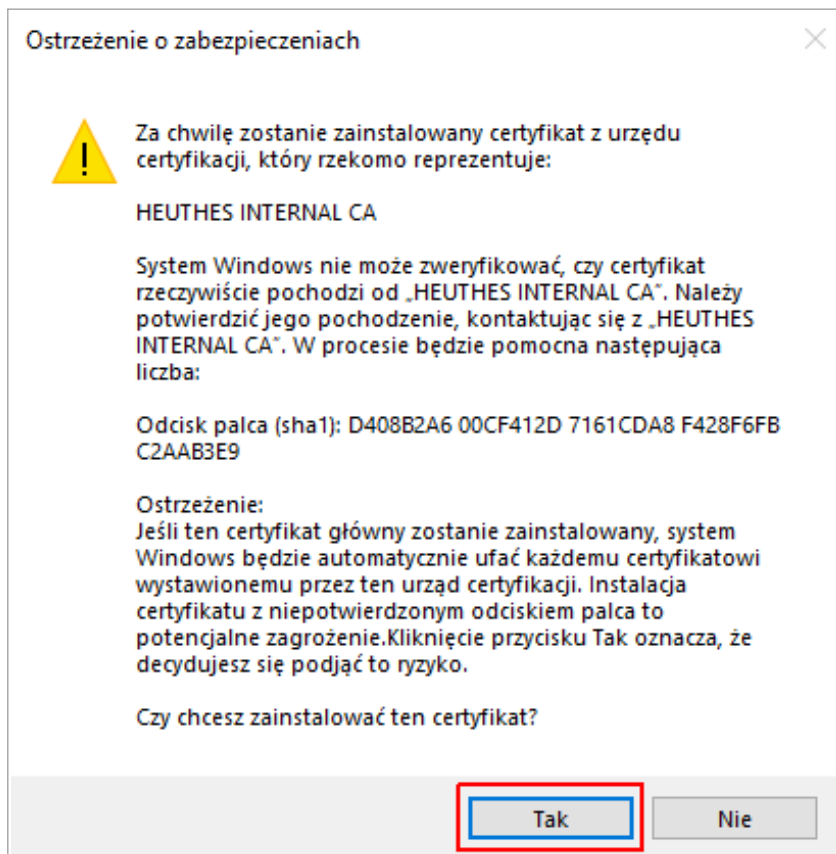 Ostrzeżenie o zabezpieczeniach
Za chwilę zostanie zainstalowany certyfikat z urzędu
certyfikacji, który rzekomo reprezentuje:
HEUTHES INTERNAL CA
System Windows nie może zweryfikować, czy certyfikat
rzeczywiście pochodzi od „HEUTHES INTERNAL CA”. Należy
potwierdzić jego pochodzenie, kontaktując się z „HEUTHES
INTERNAL CA”. W procesie będzie pomocna następująca
liczba:
Odcisk palca (sha1): D408B2A6 00CF412D 7161CDA8 F428F6FB
C2AAB3E9
Ostrzeżenie:
Jeśli ten certyfikat główny zostanie zainstalowany, system
Windows będzie automatycznie ufać każdemu certyfikatowi
wystawionemu przez ten urząd certyfikacji. Instalacja
certyfikatu z niepotwierdzonym odciskiem palca to
potencjalne zagrożenie.Kliknięcie przycisku Tak oznacza, że
decydujesz się podjąć to ryzyko.
Czy chcesz zainstalować ten certyfikat?
Tak
Nie